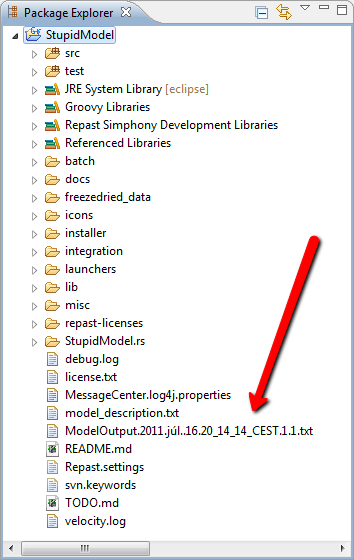 Package Explorer
StupidModel
src
test
JRE System Library [eclipse]
Groovy Libraries
Repast Simphony Development Libraries
Referenced Libraries
batch
docs
freezedried_data
icons
installer
integration
launchers
lib
misc
repast-licenses
StupidModel.rs
debug.log
license.txt
MessageCenter.log4j.properties
model_description.txt
ModelOutput.2011.júl..16.20_14_14_CEST.1.1.txt
README.md
Repast.settings
svn.keywords
TODO.md
velocity.log